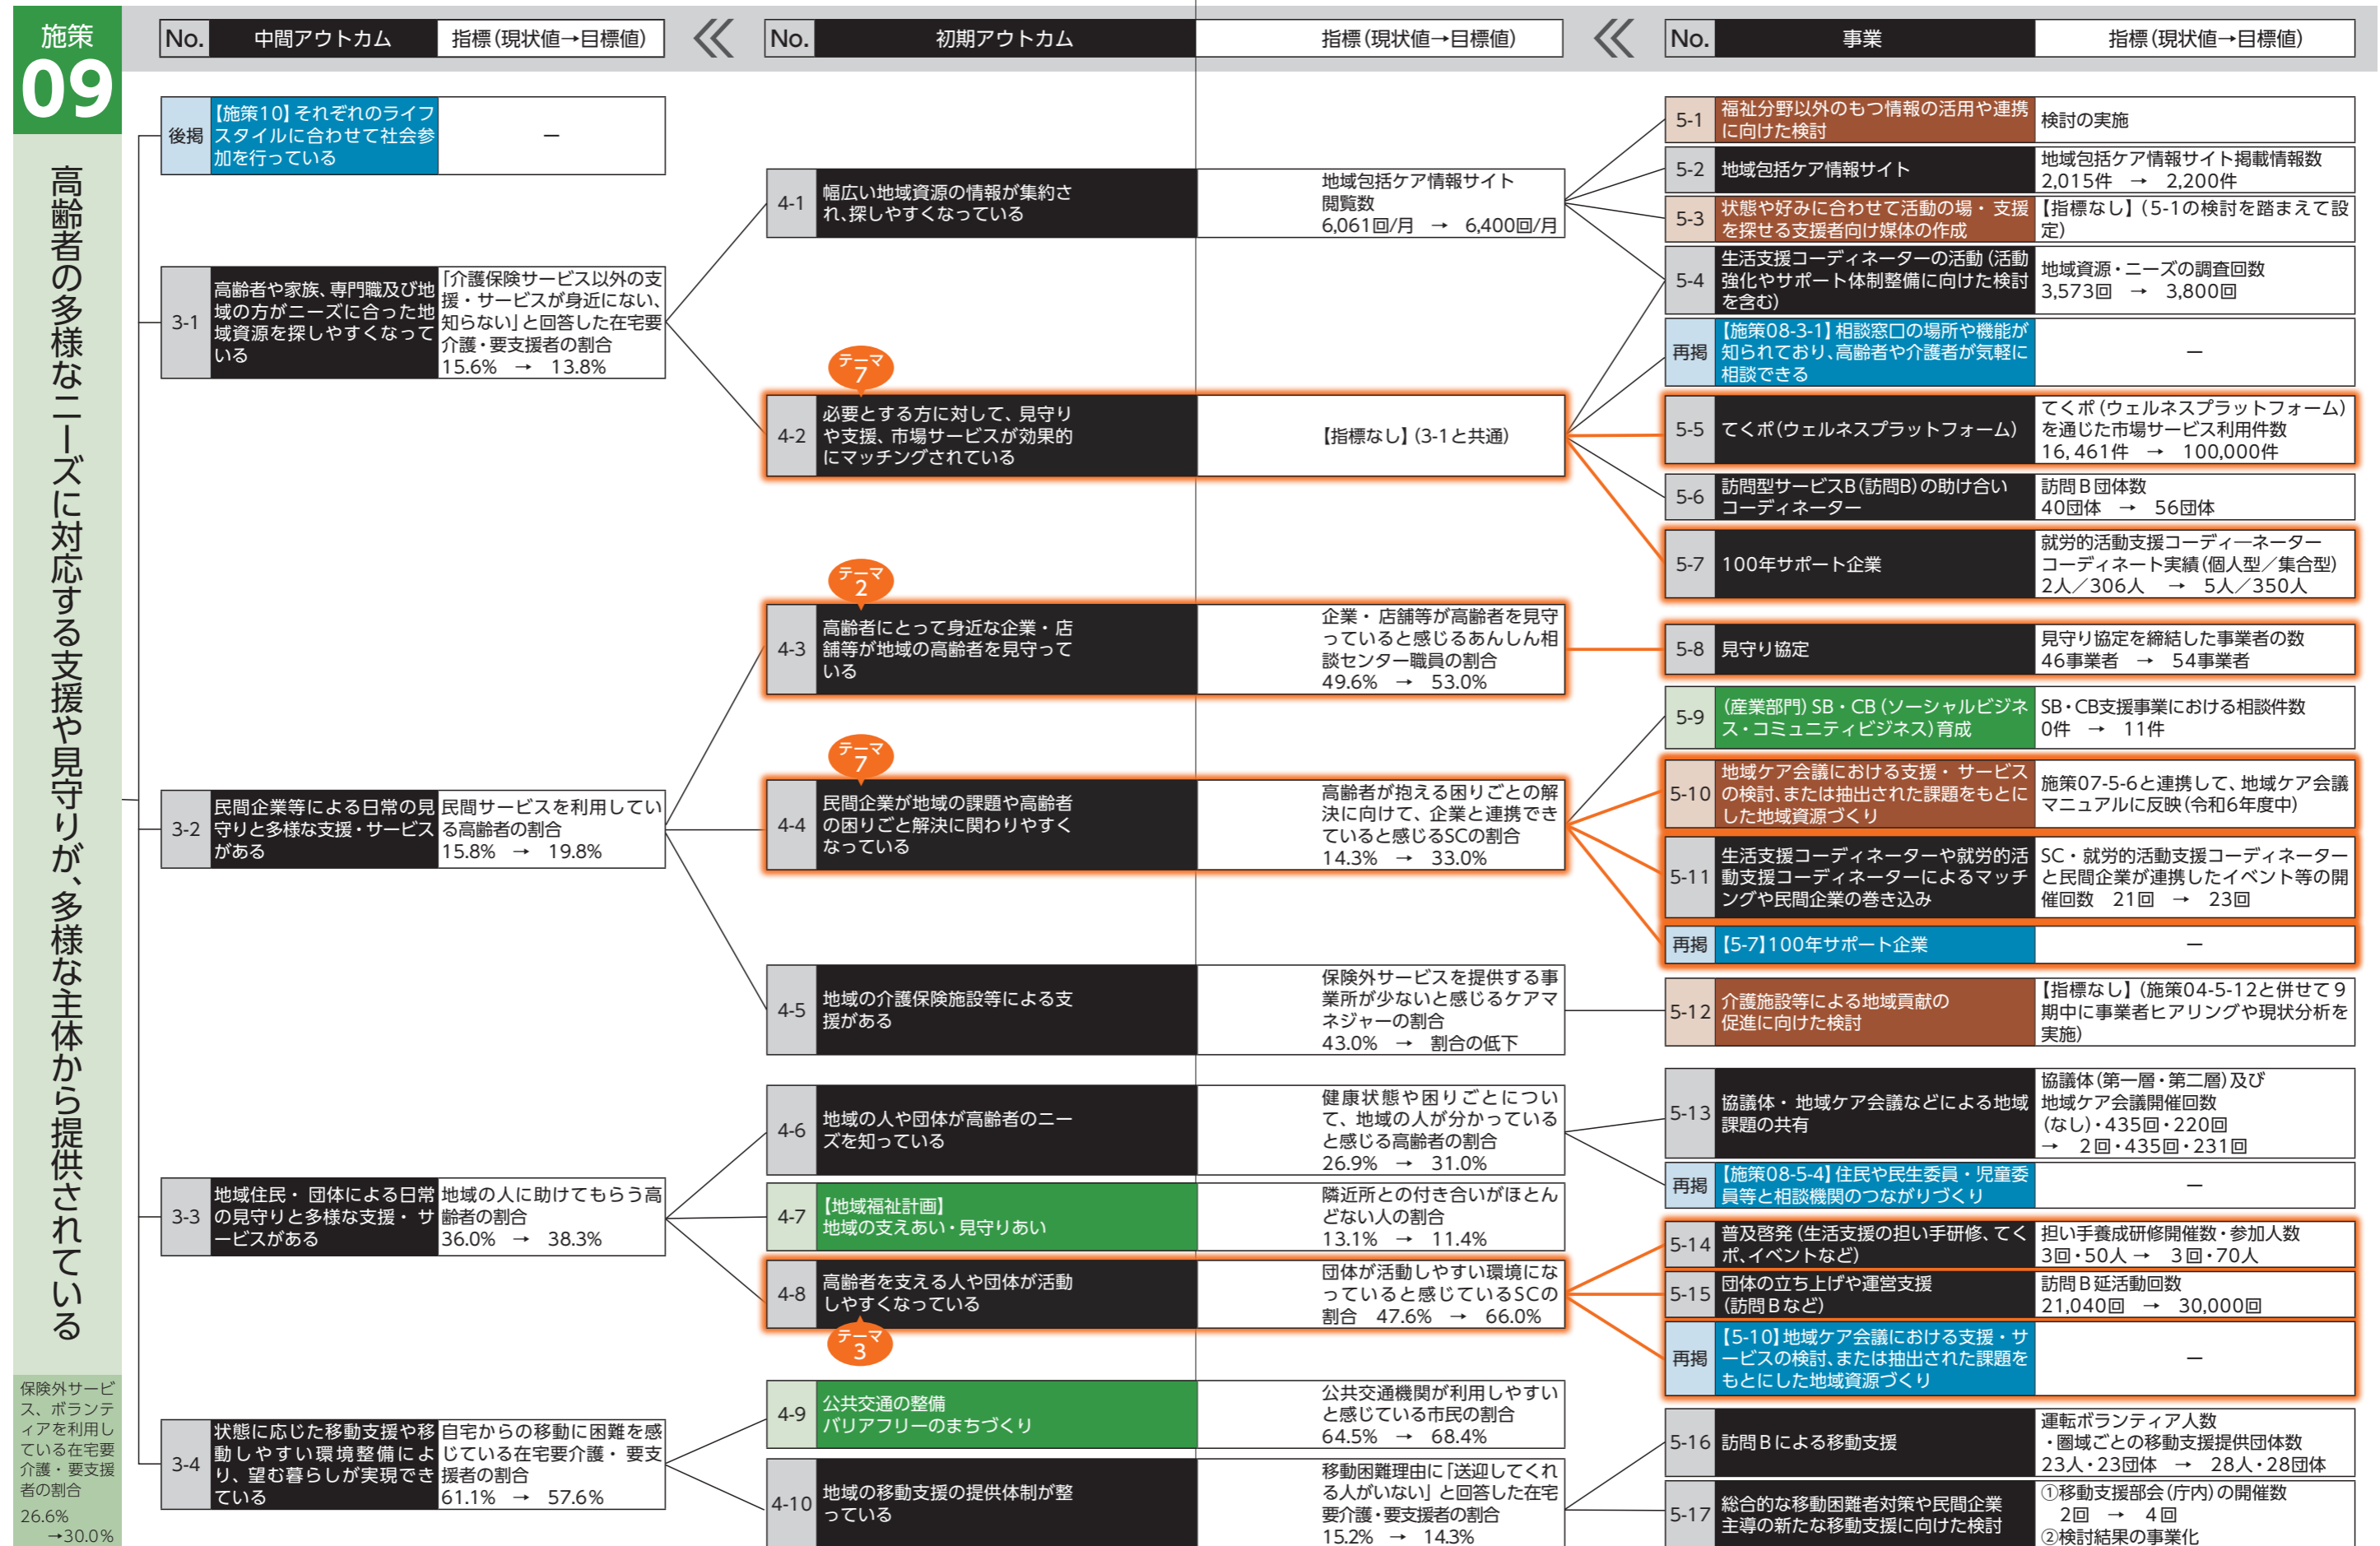 施策
09
高齢者の多様なニーズに対応する支援や見守りが、多様な主体から提供されている
保険外サービ
ス、ボランテ
ィアを利用し
ている在宅要
介護・要支援
者の割合
26.6%
→30.0%
No. 中間アウトカム 指標(現状値→目標値)
後掲
【施策10】それぞれのライフ
スタイルに合わせて社会参
加を行っている
ー
3-1
高齢者や家族、専門職及び地
域の方がニーズに合った地
域資源を探しやすくなって
いる
「介護保険サービス以外の支
援・サービスが身近にない、
知らない」と回答した在宅要
介護・要支援者の割合
15.6% → 13.8%
3-2
民間企業等による日常の見
守りと多様な支援・サービス
がある
民間サービスを利用してい
る高齢者の割合
15.8% → 19.8%
3-3
地域住民・団体による日常
の見守りと多様な支援・サ
ービスがある
地域の人に助けてもらう高
齢者の割合
36.0% → 38.3%
3-4
状態に応じた移動支援や移
動しやすい環境整備によ
り、望む暮らしが実現でき
ている
自宅からの移動に困難を感
じている在宅要介護・要支
援者の割合
61.1% → 57.6%
No. 初期アウトカム 指標(現状値→目標値)
4-1
幅広い地域資源の情報が集約さ
れ、探しやすくなっている
地域包括ケア情報サイト
閲覧数
6,061回/月 → 6,400回/月
テーマ
7
4-2
必要とする方に対して、見守り
や支援、市場サービスが効果的
にマッチングされている
【指標なし】(3-1と共通)
テーマ
2
4-3
高齢者にとって身近な企業・店
舗等が地域の高齢者を見守って
いる
企業・店舗等が高齢者を見守
っていると感じるあんしん相
談センター職員の割合
49.6% → 53.0%
テーマ
7
4-4
民間企業が地域の課題や高齢者
の困りごと解決に関わりやすく
なっている
高齢者が抱える困りごとの解
決に向けて、企業と連携でき
ていると感じるSCの割合
14.3% → 33.0%
4-5
地域の介護保険施設等による支
援がある
保険外サービスを提供する事
業所が少ないと感じるケアマ
ネジャーの割合
43.0% → 割合の低下
4-6
地域の人や団体が高齢者のニー
ズを知っている
健康状態や困りごとについ
て、地域の人が分かっている
と感じる高齢者の割合
26.9% → 31.0%
4-7
【地域福祉計画】
地域の支えあい・見守りあい
隣近所との付き合いがほとん
どない人の割合
13.1% → 11.4%
4-8
高齢者を支える人や団体が活動
しやすくなっている
団体が活動しやすい環境にな
っていると感じているSCの
割合 47.6% → 66.0%
テーマ
3
4-9
公共交通の整備
バリアフリーのまちづくり
公共交通機関が利用しやすい
と感じている市民の割合
64.5% → 68.4%
4-10
地域の移動支援の提供体制が整
っている
移動困難理由に「送迎してくれ
る人がいない」と回答した在宅
要介護・要支援者の割合
15.2% → 14.3%
No. 事業 指標(現状値→目標値)
5-1
福祉分野以外のもつ情報の活用や連携
に向けた検討
検討の実施
5-2
地域包括ケア情報サイト
地域包括ケア情報サイト掲載情報数
2,015件 → 2,200件
5-3
状態や好みに合わせて活動の場・支援
を探せる支援者向け媒体の作成
【指標なし】(5-1の検討を踏まえて設
定)
5-4
生活支援コーディネーターの活動(活動
強化やサポート体制整備に向けた検討
を含む)
地域資源・ニーズの調査回数
3,573回 → 3,800回
再掲
【施策08-3-1】相談窓口の場所や機能が
知られており、高齢者や介護者が気軽に
相談できる
ー
5-5
てくポ(ウェルネスプラットフォーム)
てくポ(ウェルネスプラットフォーム)
を通じた市場サービス利用件数
16,461件 → 100,000件
5-6
訪問型サービスB(訪問B)の助け合い
コーディネーター
訪問B団体数
40団体 → 56団体
5-7
100年サポート企業
就労的活動支援コーディーネーター
コーディネート実績(個人型/集合型)
2人/306人 → 5人/350人
5-8
見守り協定
見守り協定を締結した事業者の数
46事業者 → 54事業者
5-9
(産業部門)SB・CB(ソーシャルビジネ
ス・コミュニティビジネス)育成
SB・CB支援事業における相談件数
0件 → 11件
5-10
地域ケア会議における支援・サービス
の検討、または抽出された課題をもとに
した地域資源づくり
施策07-5-6と連携して、地域ケア会議
マニュアルに反映(令和6年度中)
5-11
生活支援コーディネーターや就労的活
動支援コーディネーターによるマッチ
ングや民間企業の巻き込み
SC・就労的活動支援コーディネーター
と民間企業が連携したイベント等の開
催回数 21回 → 23回
再掲
【5-7】100年サポート企業
ー
5-12
介護施設等による地域貢献の
促進に向けた検討
【指標なし】(施策04-5-12と併せて9
期中に事業者ヒアリングや現状分析を
実施)
5-13
協議体・地域ケア会議などによる地域
課題の共有
協議体(第一層・第二層)及び
地域ケア会議開催回数
(なし)・435回・220回
→ 2回・435回・231回
再掲
【施策08-5-4】住民や民生委員・児童委
員等と相談機関のつながりづくり
ー
5-14
普及啓発(生活支援の担い手研修、てく
ポ、イベントなど)
担い手養成研修開催数・参加人数
3回・50人 → 3回・70人
5-15
団体の立ち上げや運営支援
(訪問Bなど)
訪問B延活動回数
21,040回 → 30,000回
再掲
【5-10】地域ケア会議における支援・サ
ービスの検討、または抽出された課題を
もとにした地域資源づくり
ー
5-16
訪問Bによる移動支援
運転ボランティア人数
・圏域ごとの移動支援提供団体数
23人・23団体 → 28人・28団体
5-17
総合的な移動困難者対策や民間企業
主導の新たな移動支援に向けた検討
①移動支援部会(庁内)の開催数
2回 → 4回
②検討結果の事業化